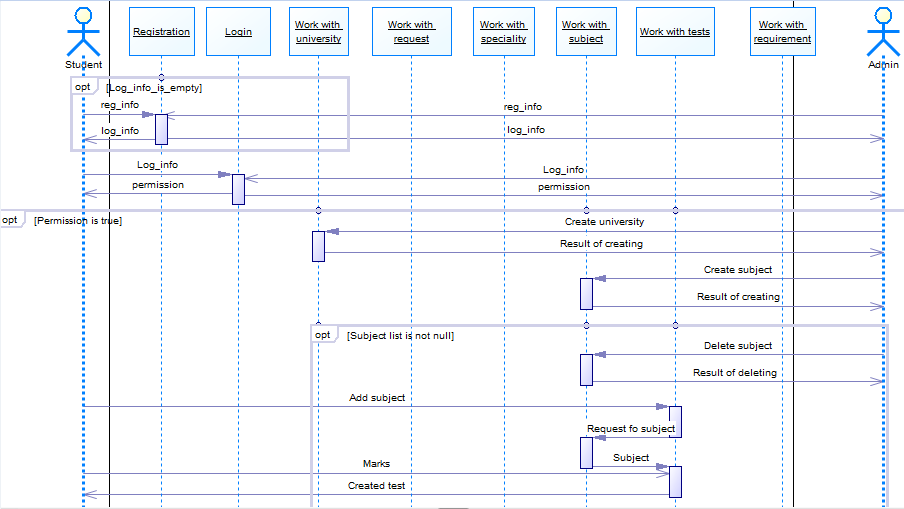 Registration
Login
Work with
university
Work with
request
Work with
speciality
Work with
subject
Work with tests
Work with
requirement
Student
Admin
opt
[Log_info_is_empty]
reg_info
reg_info
log_info
log_info
Log_info
Log_info
permission
permission
opt
[Permission is true]
Create university
Result of creating
Create subject
Result of creating
opt
[Subject list is not null]
Delete subject
Result of deleting
Add subject
Request fo subject
Subject
Marks
Created test